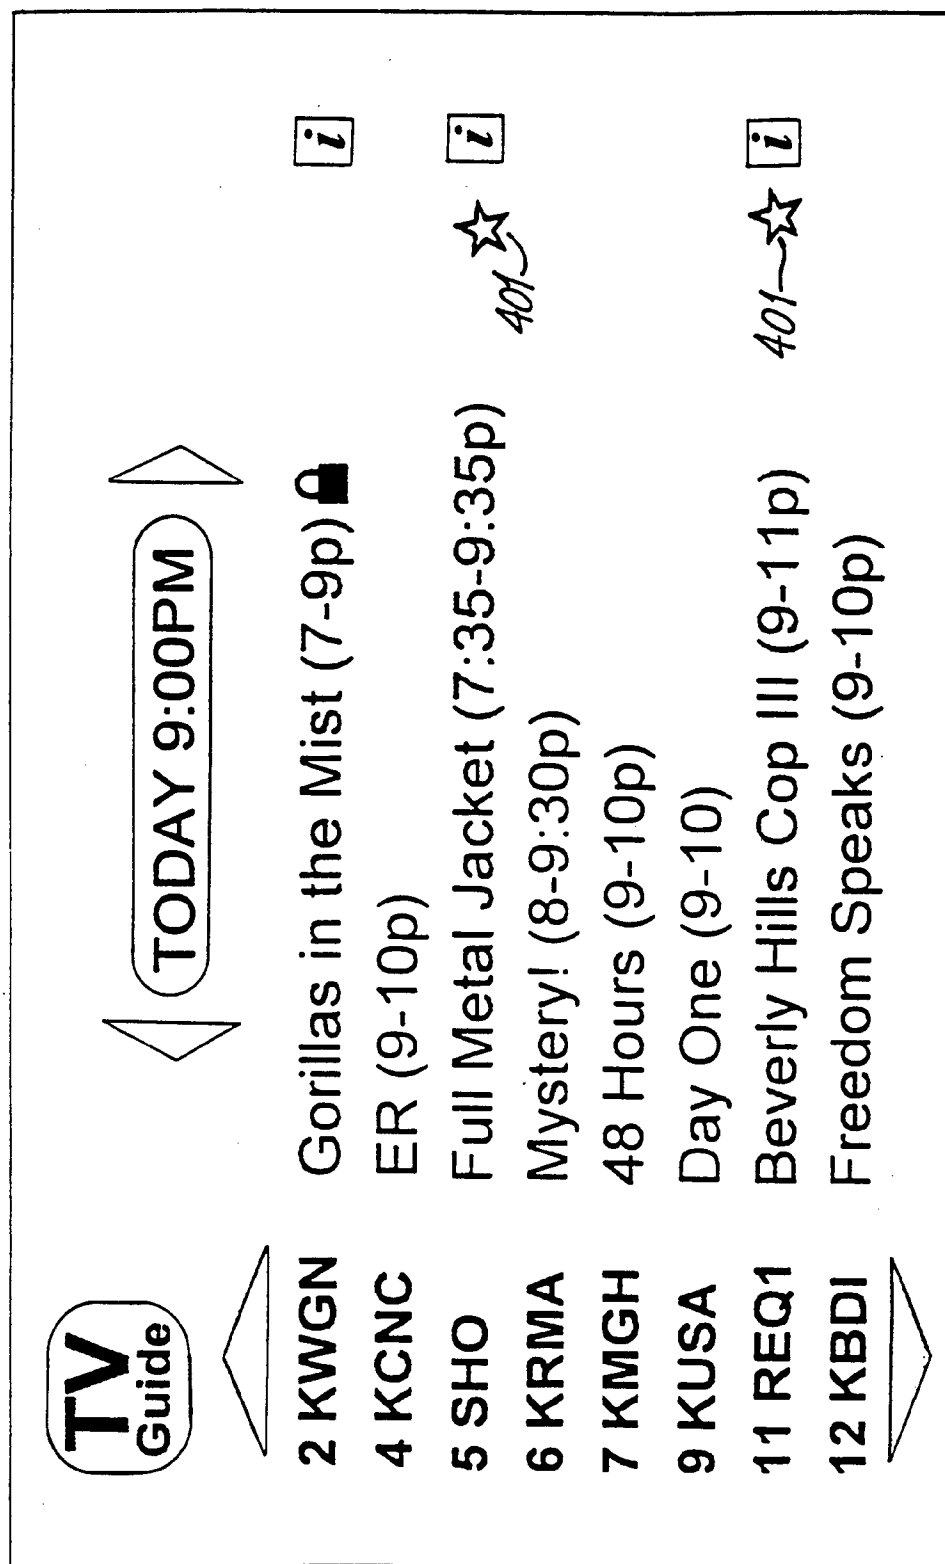 TV
Guide
TODAY 9:00PM
2 KWGN Gorillas in the Mist (7-9p) i
4 KCNC ER (9-10p)
5 SHO Full Metal Jacket (7:35-9:35p) 401 i
6 KRMA Mystery! (8-9:30p)
7 KMGH 48 Hours (9-10p)
9 KUSA Day One (9-10)
11 REQ1 Beverly Hills Cop III (9-11p) 401 i
12 KBDI Freedom Speaks (9-10p)